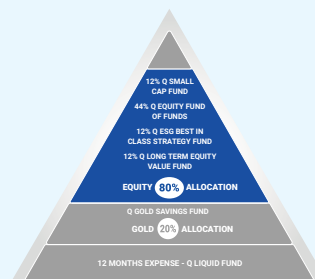 12% Q SMALL
CAP FUND
44% Q EQUITY FUND
OF FUNDS
12% Q ESG BEST IN
CLASS STRATEGY FUND
12% Q LONG TERM EQUITY
VALUE FUND
EQUITY 80% ALLOCATION
Q GOLD SAVINGS FUND
GOLD 20% ALLOCATION
12 MONTHS EXPENSE - Q LIQUID FUND